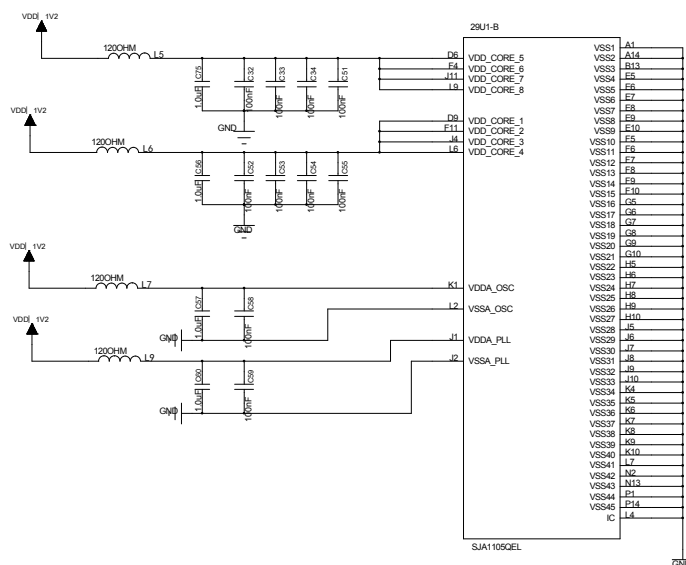 29U1-B
VDD_1V2
120OHM L5
C75 1.0uF
C32 100nF
C33 100nF
C34 100nF
C51 100nF
GND
D6 VDD_CORE_5
F4 VDD_CORE_6
J11 VDD_CORE_7
L9 VDD_CORE_8
VDD_1V2
120OHM L6
C56 1.0uF
C52 100nF
C53 100nF
C54 100nF
C55 100nF
GND
D9 VDD_CORE_1
F11 VDD_CORE_2
J4 VDD_CORE_3
L6 VDD_CORE_4
VDD_1V2
120OHM L7
C57 1.0uF
C58 100nF
GND
K1 VDDA_OSC
L2 VSSA_OSC
VDD_1V2
120OHM L9
C60 1.0uF
C59 100nF
GND
J1 VDDA_PLL
J2 VSSA_PLL
VSS1 A1
VSS2 A14
VSS3 B13
VSS4 E5
VSS5 E6
VSS6 E7
VSS7 E8
VSS8 E9
VSS9 E10
VSS10 F5
VSS11 F6
VSS12 F7
VSS13 F8
VSS14 F9
VSS15 F10
VSS16 G5
VSS17 G6
VSS18 G7
VSS19 G8
VSS20 G9
VSS21 G10
VSS22 H5
VSS23 H6
VSS24 H7
VSS25 H8
VSS26 H9
VSS27 H10
VSS28 J5
VSS29 J6
VSS30 J7
VSS31 J8
VSS32 J9
VSS33 J10
VSS34 K4
VSS35 K5
VSS36 K6
VSS37 K7
VSS38 K8
VSS39 K9
VSS40 K10
VSS41 L7
VSS42 N2
VSS43 N13
VSS44 P1
VSS45 P14
IC L4
SJA1105QEL
GND